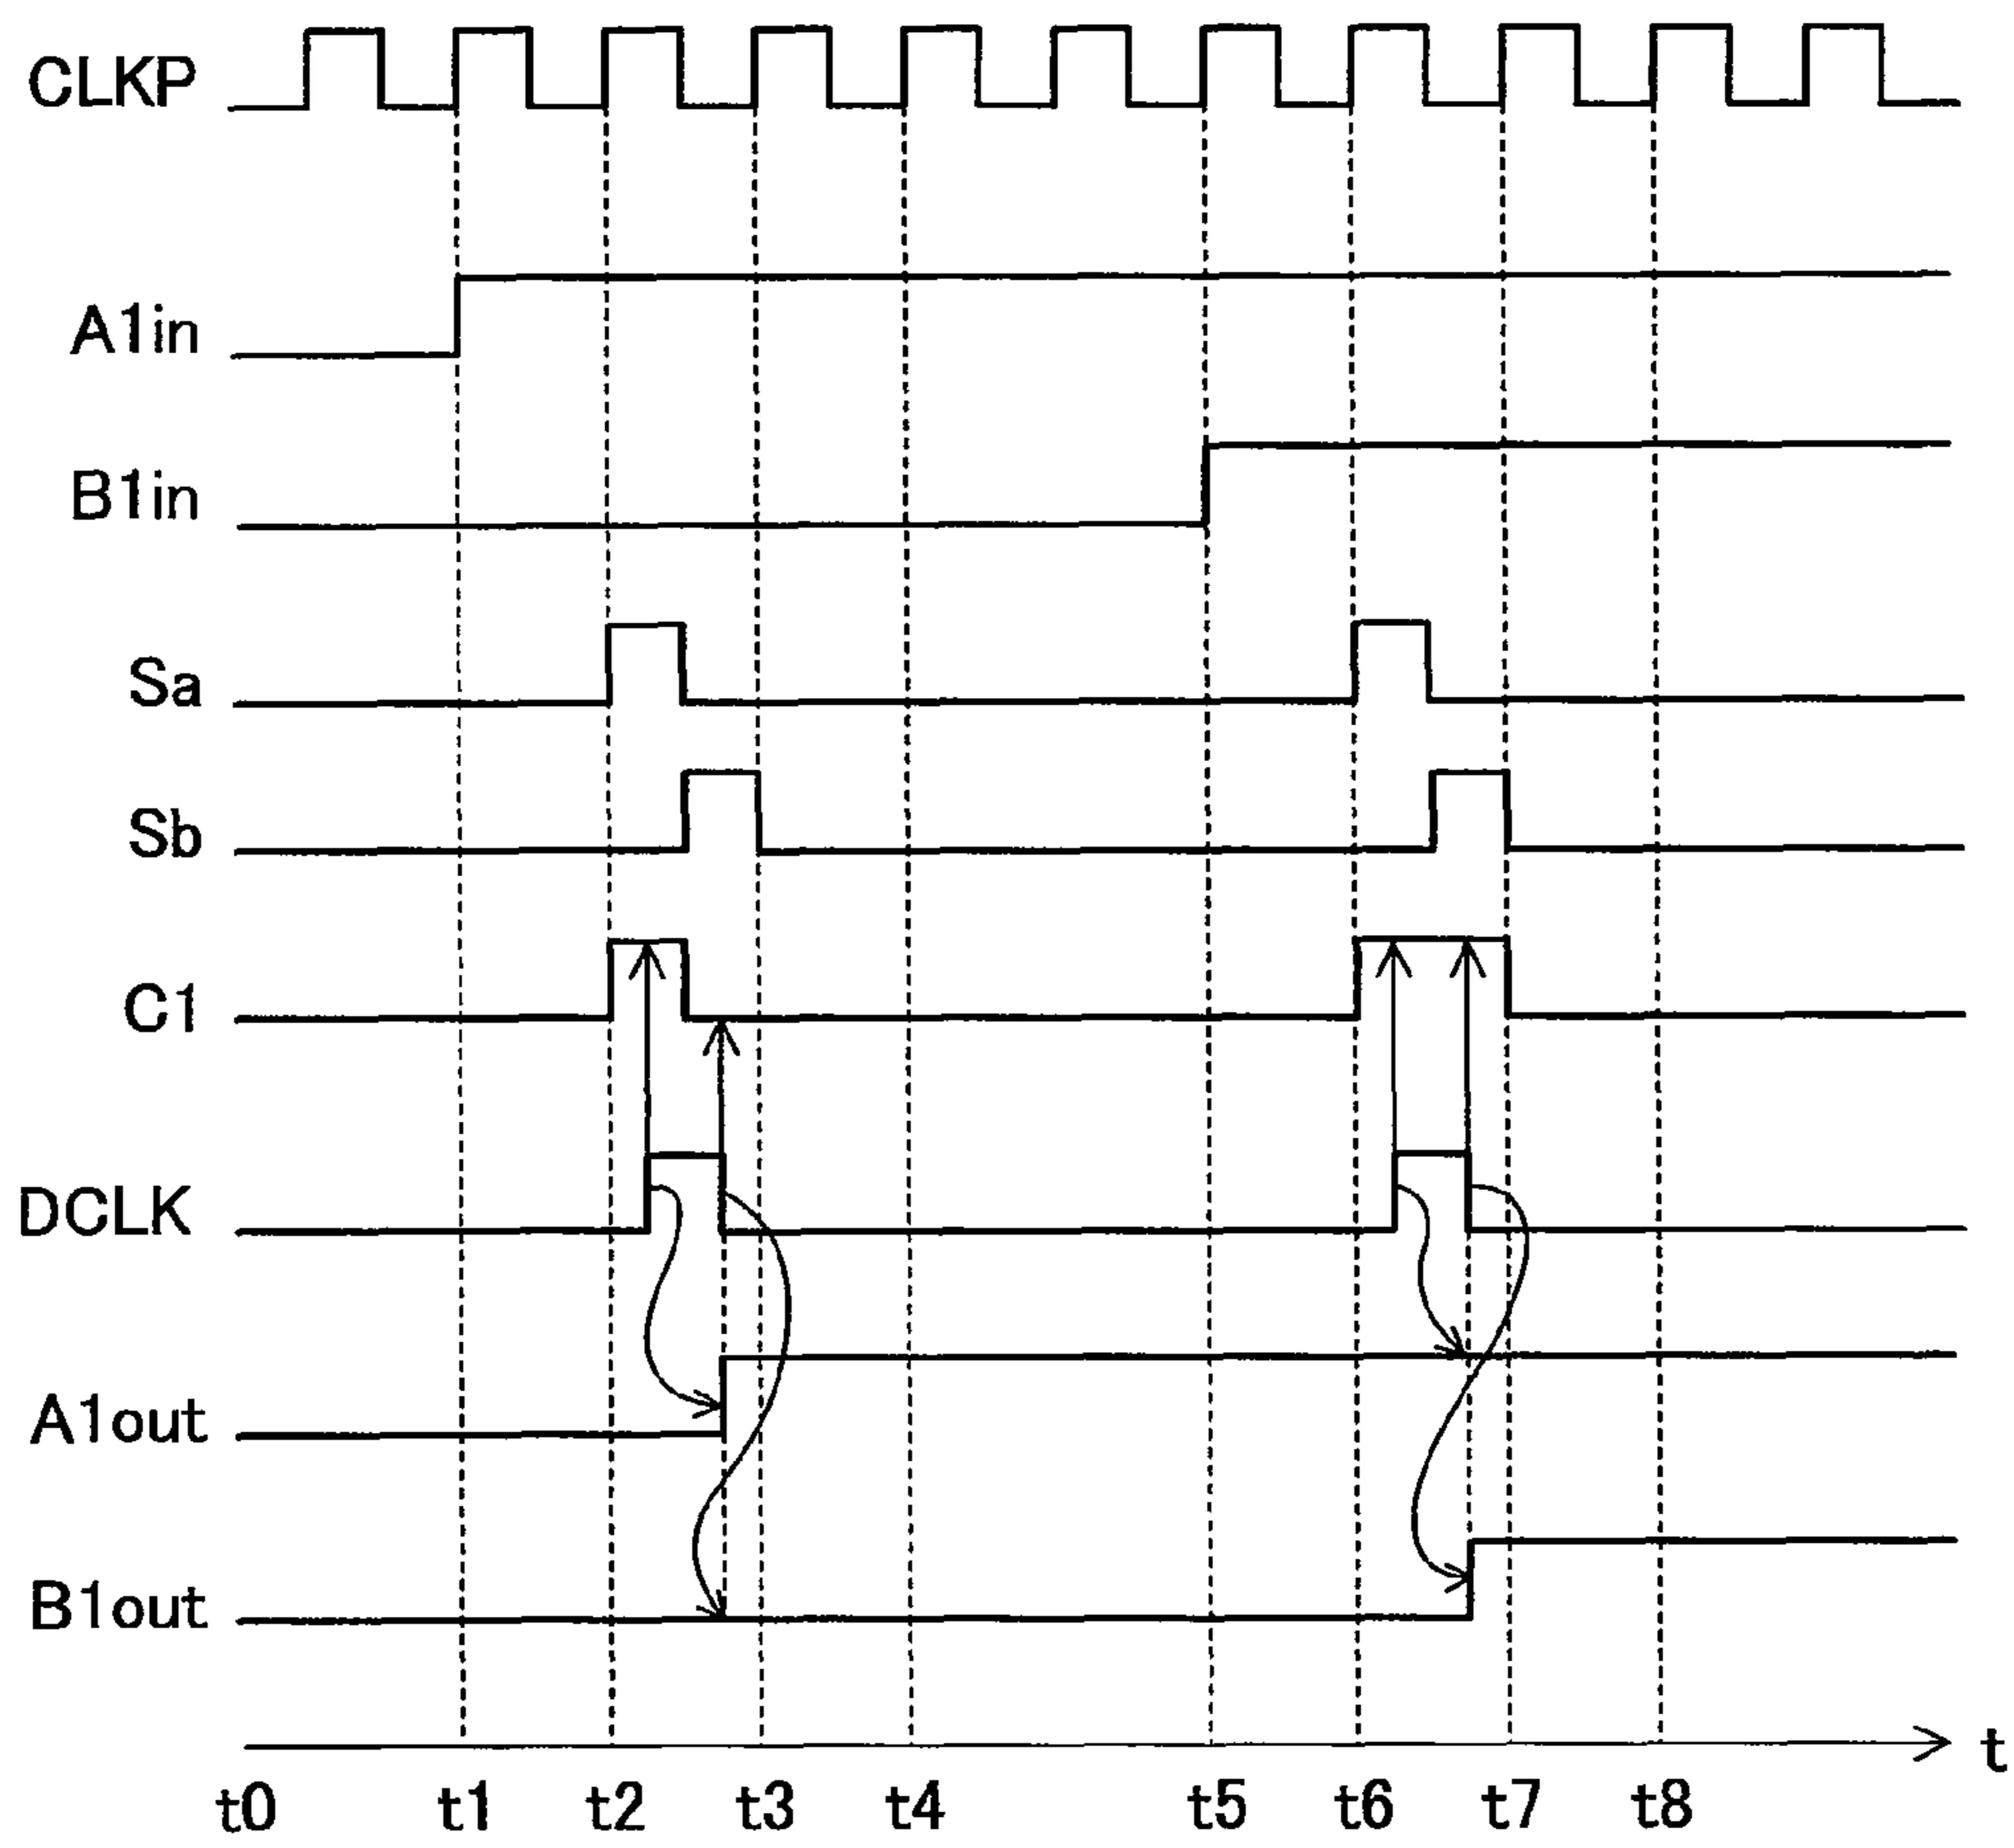 CLKP
A1in
B1in
Sa
Sb
C1
DCLK
A1out
B1out
t
t0 t1 t2 t3 t4 t5 t6 t7 t8